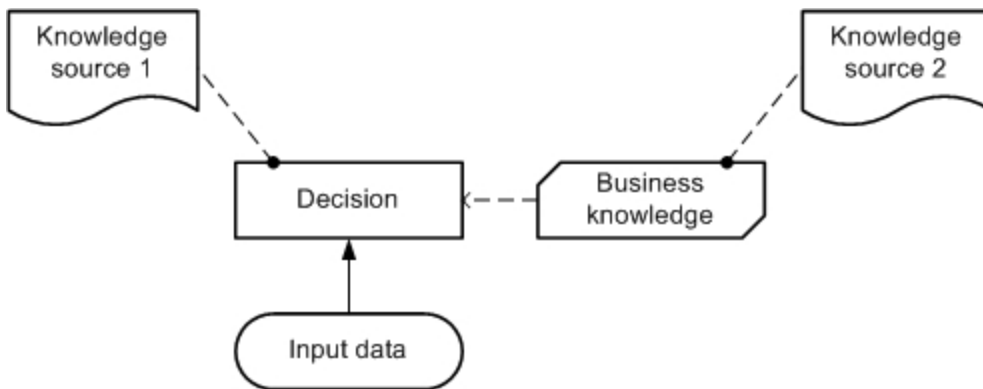 Knowledge
source 1
Knowledge
source 2
Decision
Business
knowledge
Input data